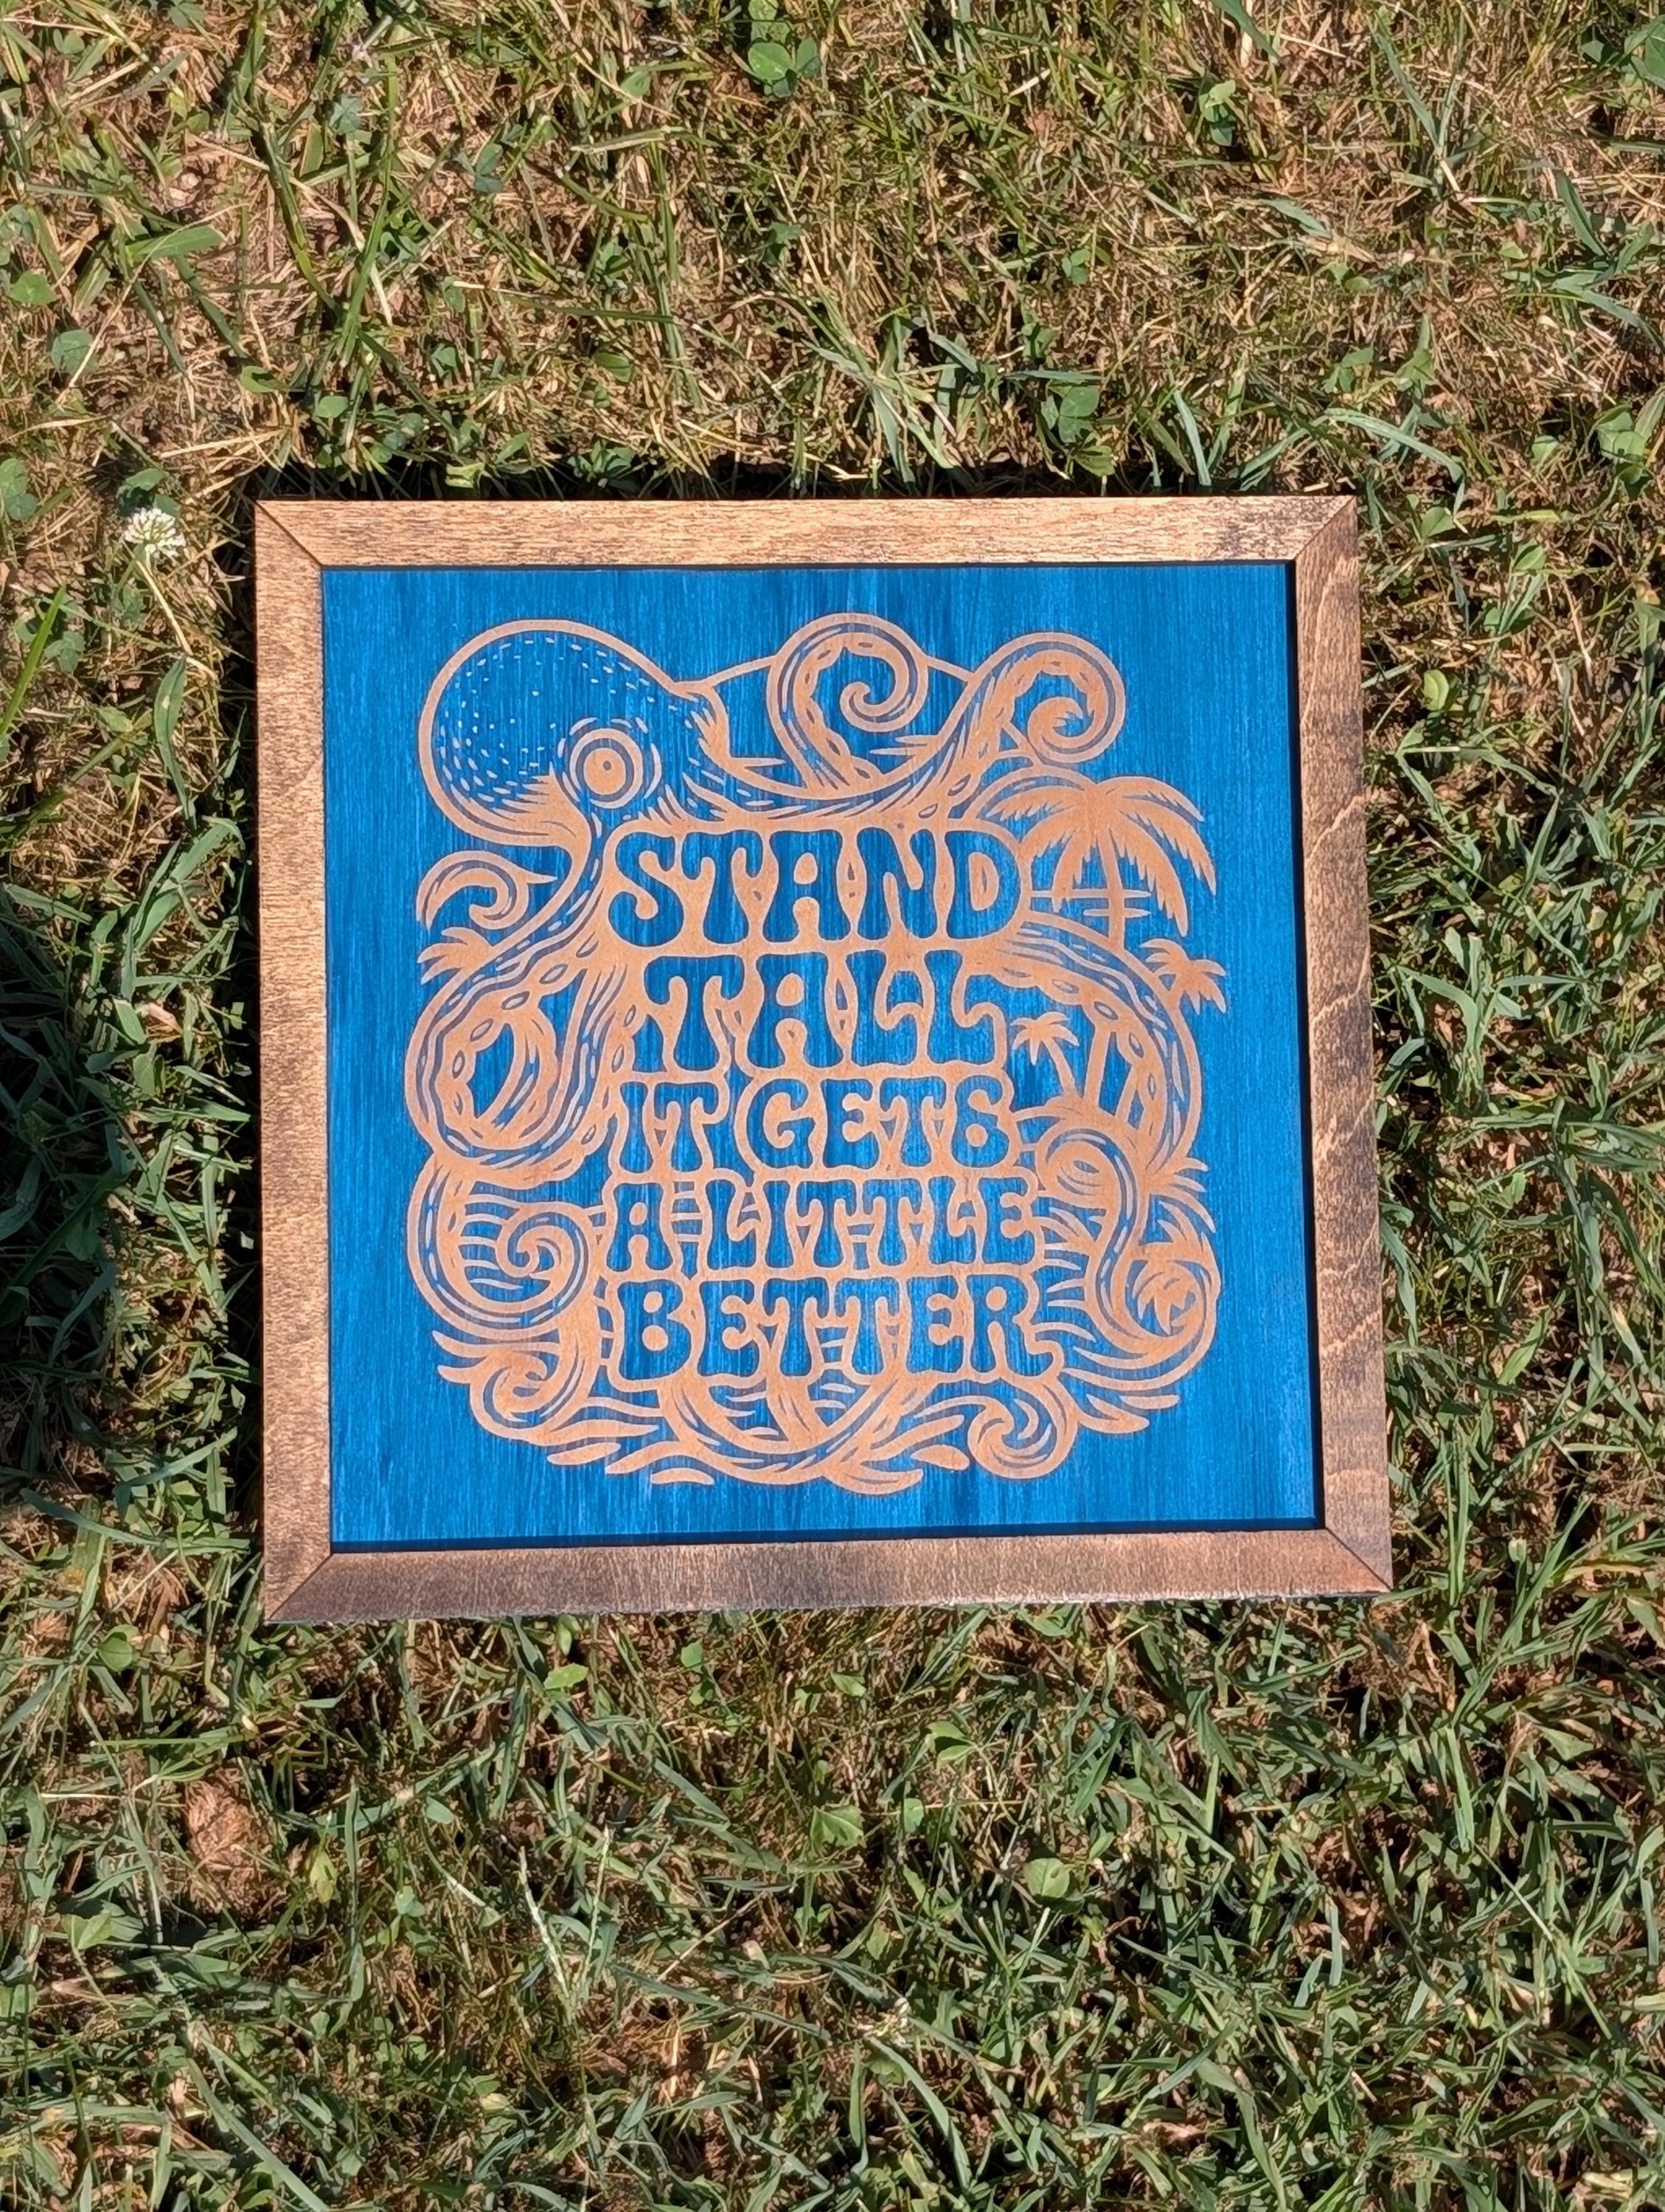 STAND
TALL
IT GETS
A LITTLE
BETTER